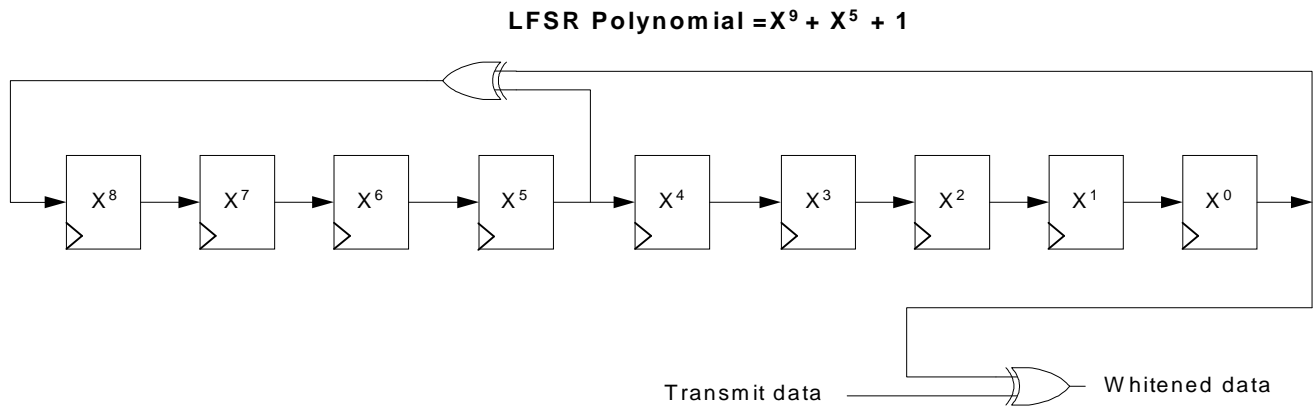 LFSR Polynomial =X⁹ + X⁵ + 1
X⁸ X⁷ X⁶ X⁵ X⁴ X³ X² X¹ X⁰
Transmit data
Whitened data